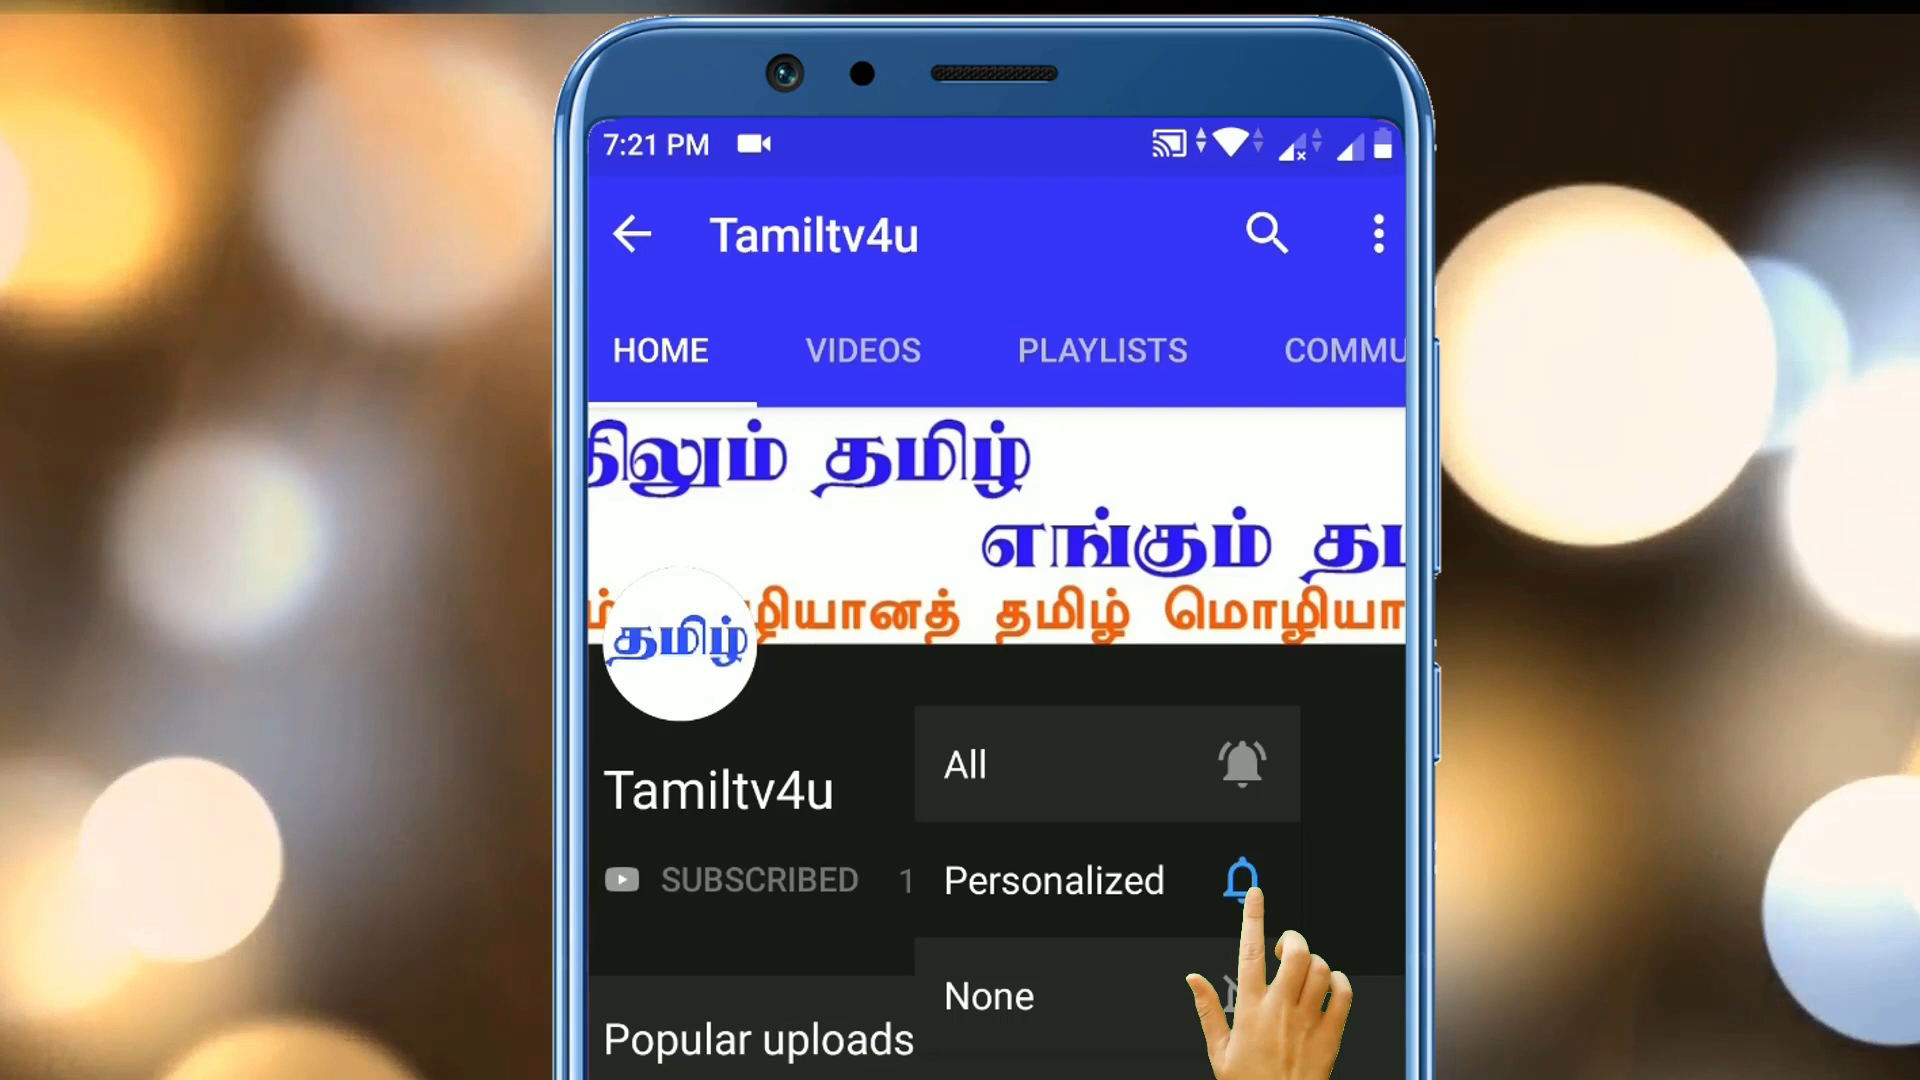 7:21 PM
Tamiltv4u
HOME VIDEOS PLAYLISTS COMMU
தமிழ்
எங்கும்
தமிழ் 
தமிழ்
All
Tamiltv4u
Personalized
SUBSCRIBED 1
None
Popular uploads